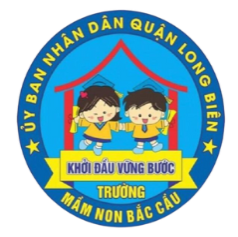 ỦY BAN NHÂN DÂN QUẬN LONG BIÊN
KHỞI ĐẦU VỮNG BƯỚC
TRƯỜNG
MẦM NON BẮC CẦU